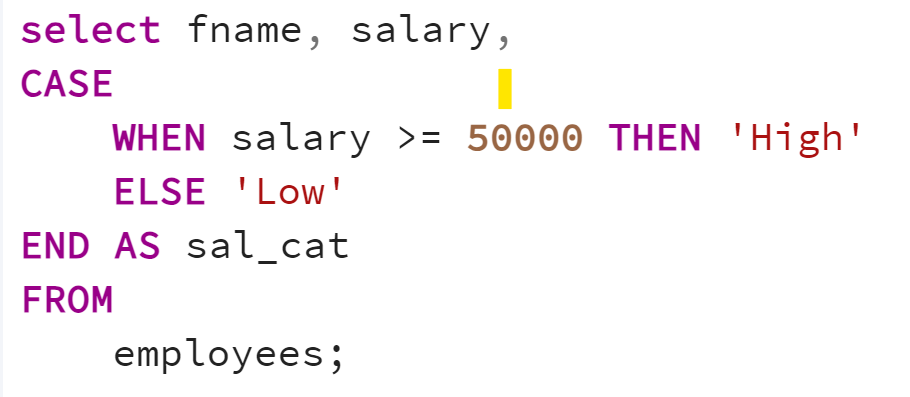 select fname, salary,
CASE
    WHEN salary >= 50000 THEN 'High'
    ELSE 'Low'
END AS sal_cat
FROM
    employees;